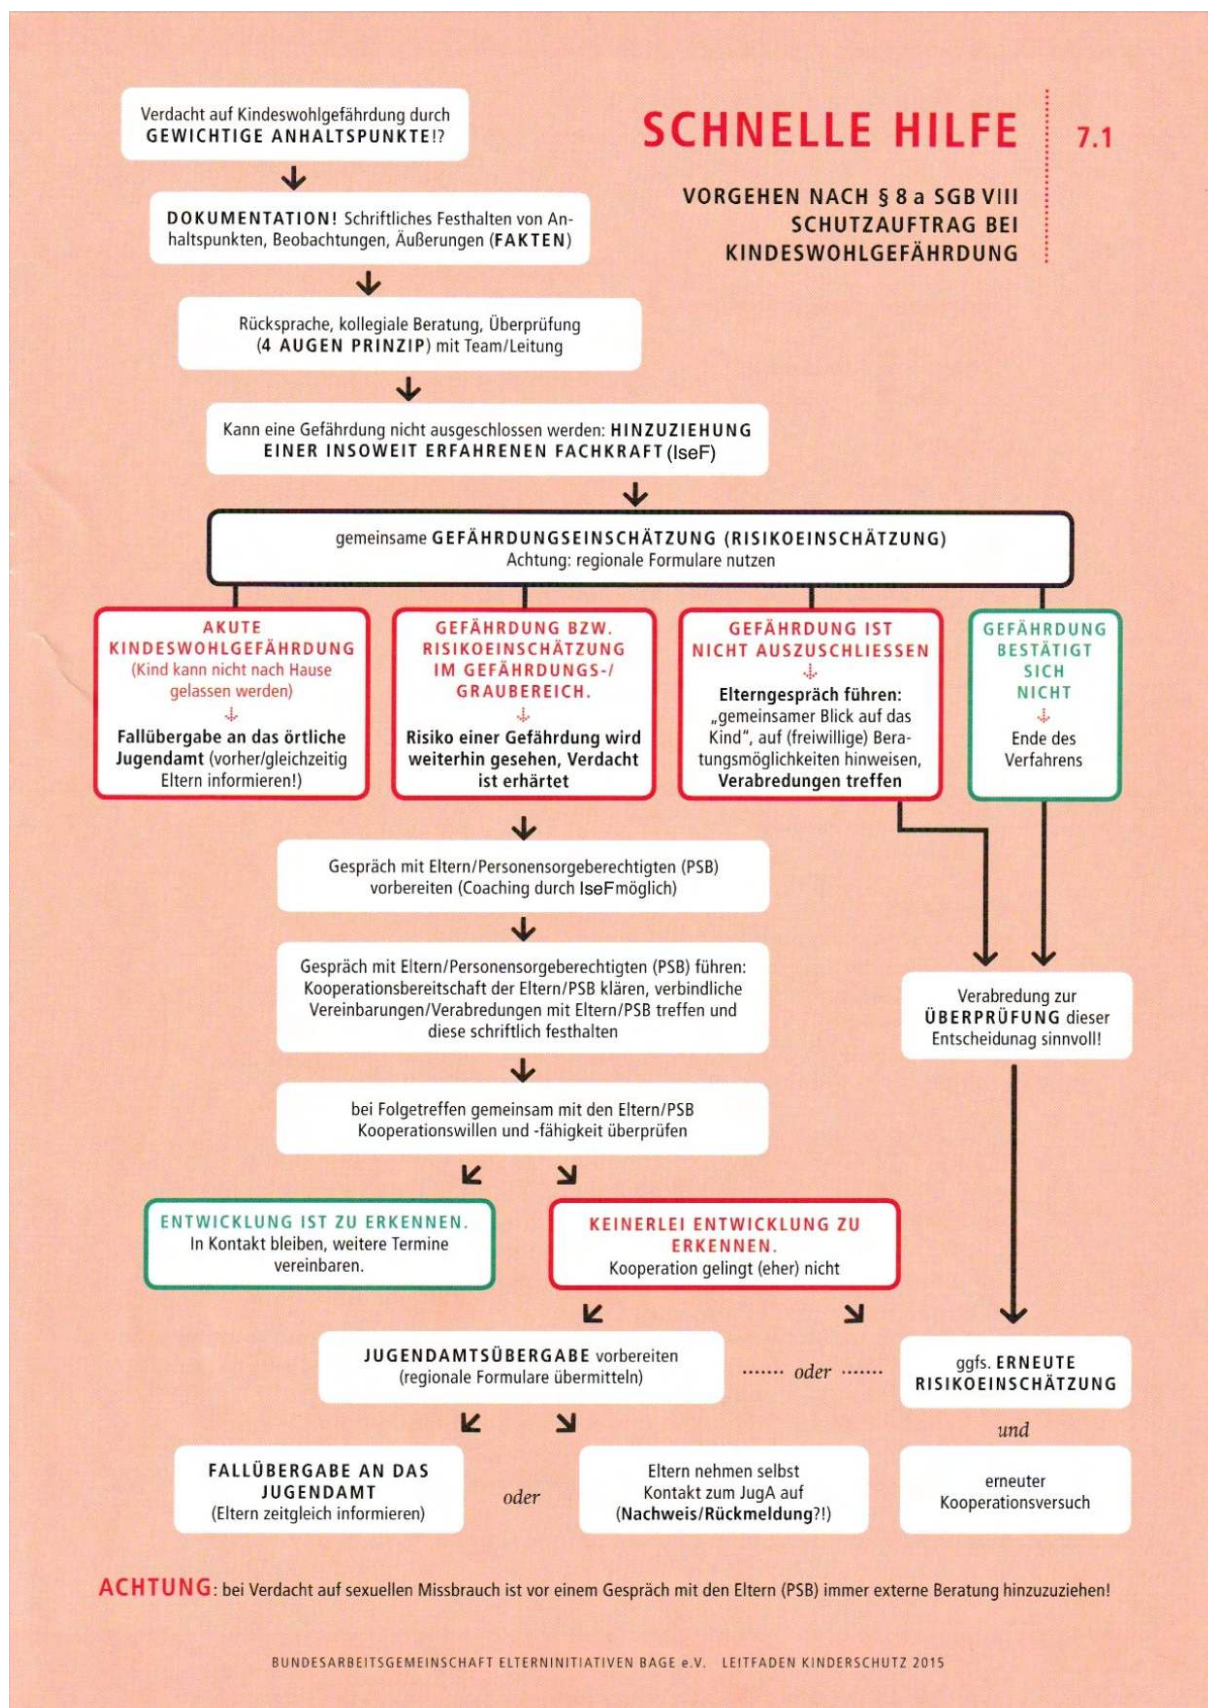 SCHNELLE HILFE
7.1
VORGEHEN NACH § 8 a SGB VIII
SCHUTZAUFTRAG BEI
KINDESWOHLGEFÄHRDUNG
Verdacht auf Kindeswohlgefährdung durch
GEWICHTIGE ANHALTSPUNKTE!?
DOKUMENTATION! Schriftliches Festhalten von An-
haltspunkten, Beobachtungen, Äußerungen (FAKTEN)
Rücksprache, kollegiale Beratung, Überprüfung
(4 AUGEN PRINZIP) mit Team/Leitung
Kann eine Gefährdung nicht ausgeschlossen werden: HINZUZIEHUNG
EINER INSOWEIT ERFAHRENEN FACHKRAFT (IseF)
gemeinsame GEFÄHRDUNGSEINSCHÄTZUNG (RISIKOEINSCHÄTZUNG)
Achtung: regionale Formulare nutzen
AKUTE
KINDESWOHLGEFÄHRDUNG
(Kind kann nicht nach Hause
gelassen werden)
Fallübergabe an das örtliche
Jugendamt (vorher/gleichzeitig
Eltern informieren!)
GEFÄHRDUNG BZW.
RISIKOEINSCHÄTZUNG
IM GEFÄHRDUNGS-/
GRAUBEREICH.
Risiko einer Gefährdung wird
weiterhin gesehen, Verdacht
ist erhärtet
GEFÄHRDUNG IST
NICHT AUSZUSCHLIESSEN
Elterngespräch führen:
„gemeinsamer Blick auf das
Kind“, auf (freiwillige) Bera-
tungsmöglichkeiten hinweisen,
Verabredungen treffen
GEFÄHRDUNG
BESTÄTIGT
SICH
NICHT
Ende des
Verfahrens
Gespräch mit Eltern/Personensorgeberechtigten (PSB)
vorbereiten (Coaching durch IseF möglich)
Gespräch mit Eltern/Personensorgeberechtigten (PSB) führen:
Kooperationsbereitschaft der Eltern/PSB klären, verbindliche
Vereinbarungen/Verabredungen mit Eltern/PSB treffen und
diese schriftlich festhalten
Verabredung zur
ÜBERPRÜFUNG dieser
Entscheidunag sinnvoll!
bei Folgetreffen gemeinsam mit den Eltern/PSB
Kooperationswillen und -fähigkeit überprüfen
ENTWICKLUNG IST ZU ERKENNEN.
In Kontakt bleiben, weitere Termine
vereinbaren.
KEINERLEI ENTWICKLUNG ZU
ERKENNEN.
Kooperation gelingt (eher) nicht
JUGENDAMTSÜBERGABE vorbereiten
(regionale Formulare übermitteln)
....... oder .......
ggfs. ERNEUTE
RISIKOEINSCHÄTZUNG
und
FALLÜBERGABE AN DAS
JUGENDAMT
(Eltern zeitgleich informieren)
oder
Eltern nehmen selbst
Kontakt zum JugA auf
(Nachweis/Rückmeldung?!)
erneuter
Kooperationsversuch
ACHTUNG: bei Verdacht auf sexuellen Missbrauch ist vor einem Gespräch mit den Eltern (PSB) immer externe Beratung hinzuzuziehen!
BUNDESARBEITSGEMEINSCHAFT ELTERNINITIATIVEN BAGE e.V. LEITFADEN KINDERSCHUTZ 2015